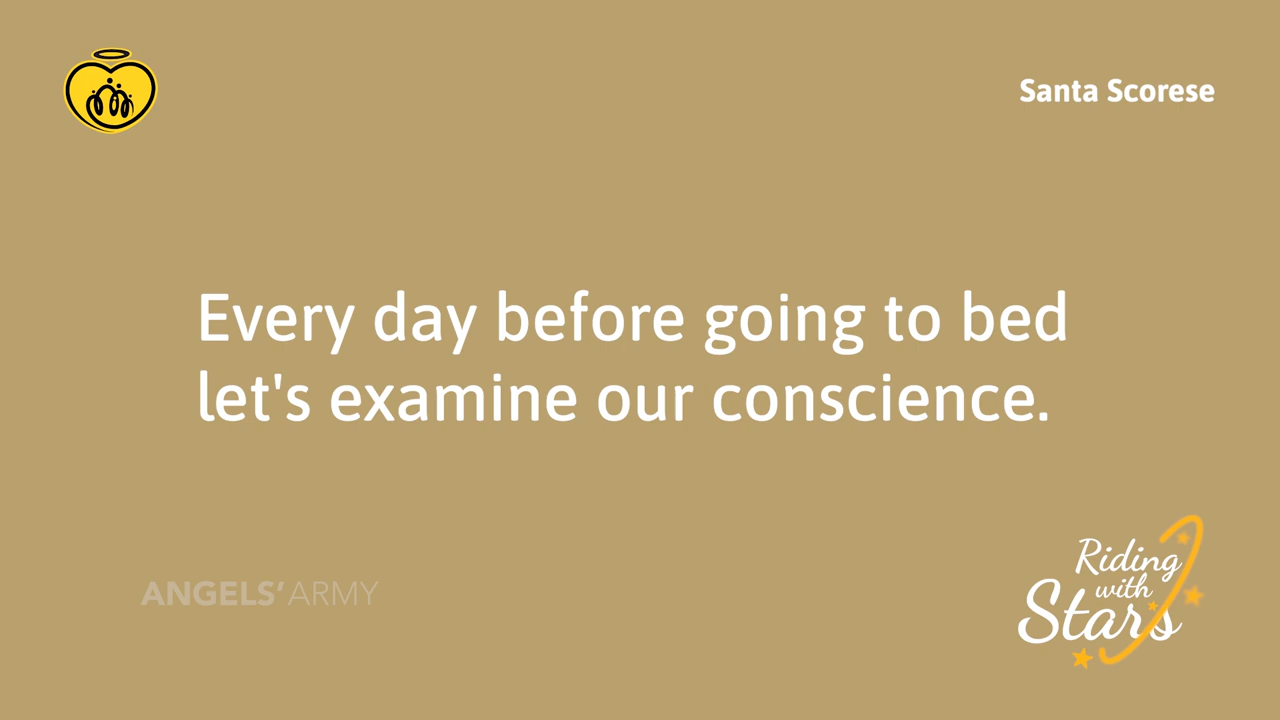 Santa Scorese
Every day before going to bed
let's examine our conscience.
ANGELS' ARMY
Riding
with
Stars